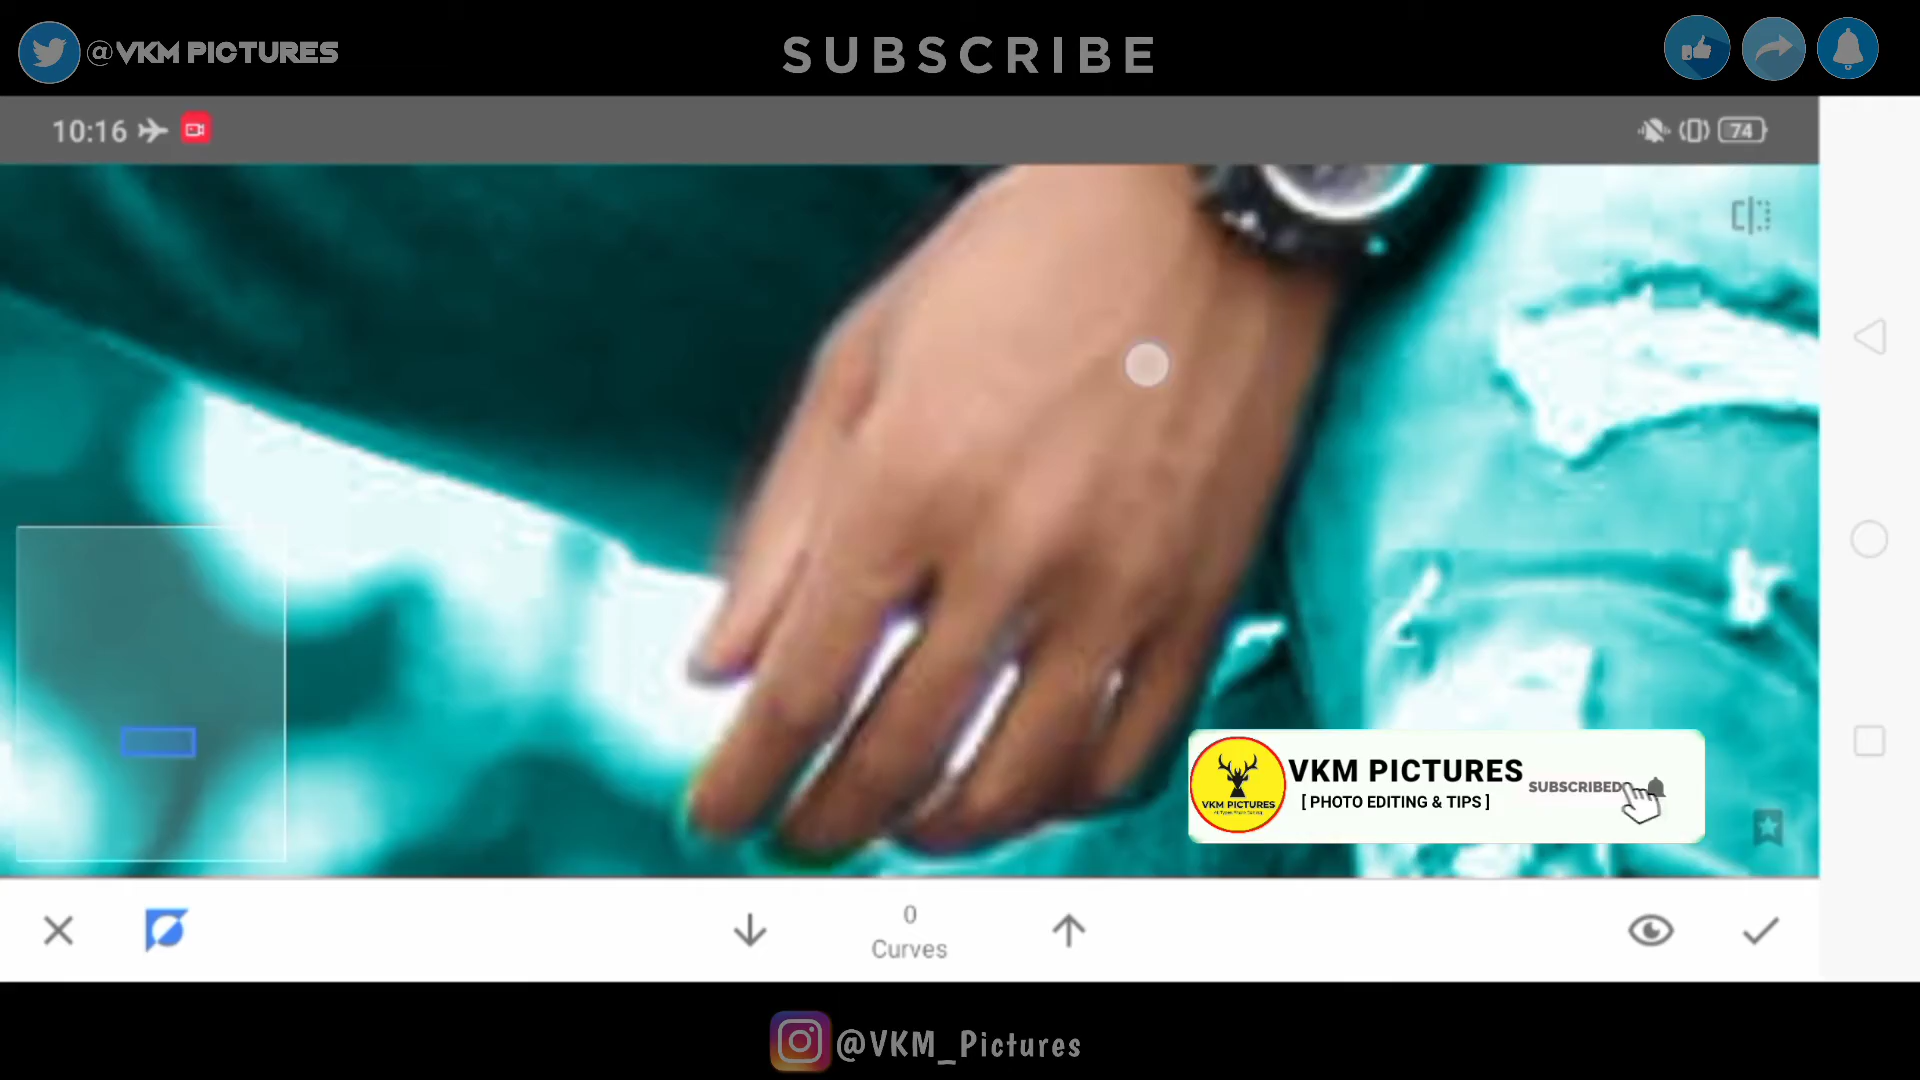 @VKM PICTURES
SUBSCRIBE
10:16
74
VKM PICTURES
VKM PICTURES
[ PHOTO EDITING & TIPS ]
SUBSCRIBED
0
Curves
@VKM_Pictures